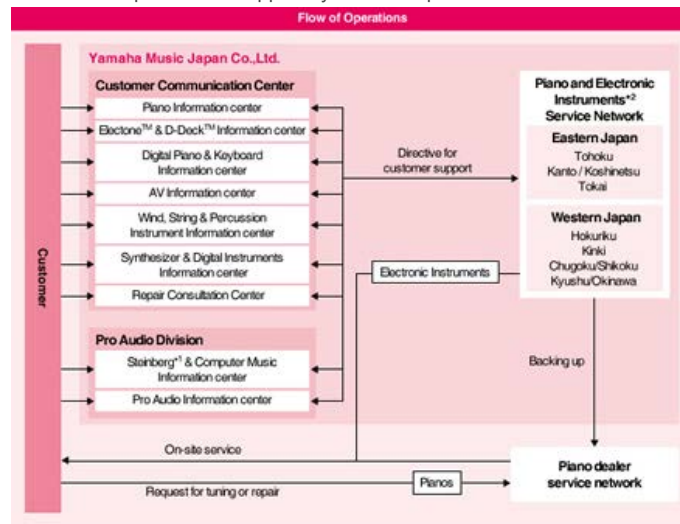 Flow of Operations
Yamaha Music Japan Co.,Ltd.
Customer Communication Center
Piano Information center
Electone™ & D-Deck™ Information center
Digital Piano & Keyboard
Information center
AV Information center
Wind, String & Percussion
Instrument Information center
Synthesizer & Digital Instruments
Information center
Repair Consultation Center
Pro Audio Division
Steinberg*1 & Computer Music
Information center
Pro Audio Information center
Customer
Directive for
customer support
Electronic Instruments
Piano and Electronic
Instruments*2
Service Network
Eastern Japan
Tohoku
Kanto / Koshinetsu
Tokai
Western Japan
Hokuriku
Kinki
Chugoku/Shikoku
Kyushu/Okinawa
Backing up
On-site service
Request for tuning or repair
Pianos
Piano dealer
service network